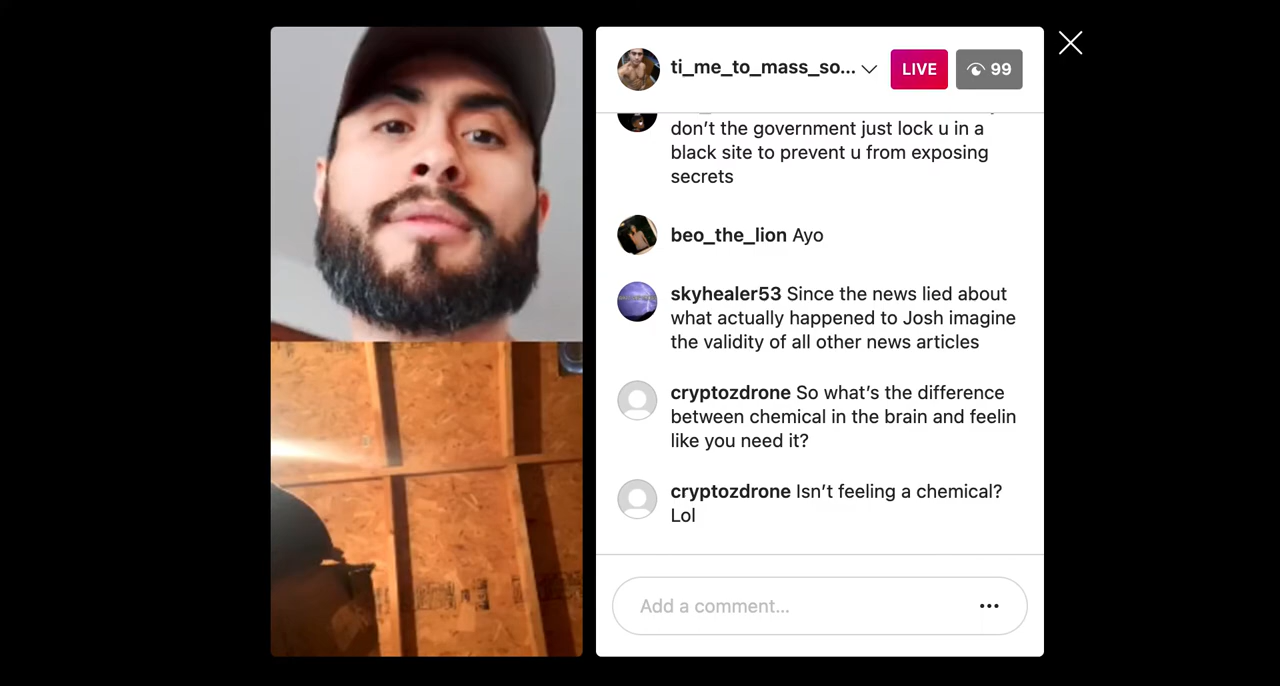 ti_me_to_mass_so...
LIVE
99
don’t the government just lock u in a
black site to prevent u from exposing
secrets
beo_the_lion Ayo
skyhealer53 Since the news lied about
what actually happened to Josh imagine
the validity of all other news articles
cryptozdrone So what’s the difference
between chemical in the brain and feelin
like you need it?
cryptozdrone Isn’t feeling a chemical?
Lol
Add a comment...